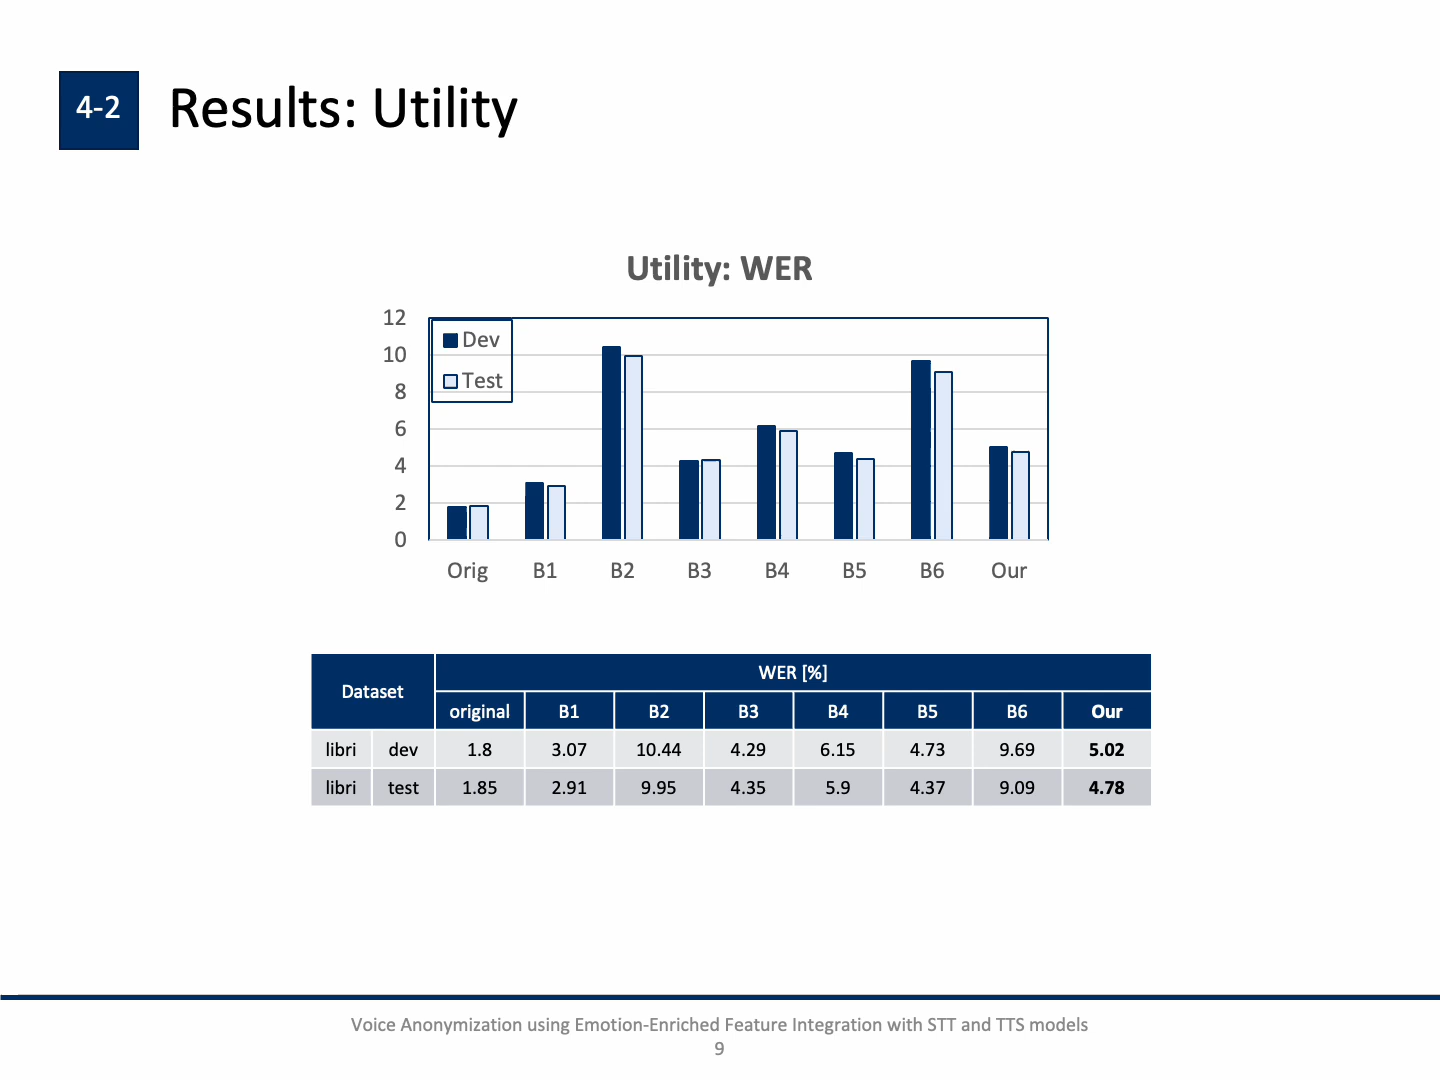 4-2
Results: Utility
Utility: WER
12
10
8
6
4
2
0
Dev
Test
Orig B1 B2 B3 B4 B5 B6 Our
Dataset WER [%]
original B1 B2 B3 B4 B5 B6 Our
libri dev 1.8 3.07 10.44 4.29 6.15 4.73 9.69 5.02
libri test 1.85 2.91 9.95 4.35 5.9 4.37 9.09 4.78
Voice Anonymization using Emotion-Enriched Feature Integration with STT and TTS models
9